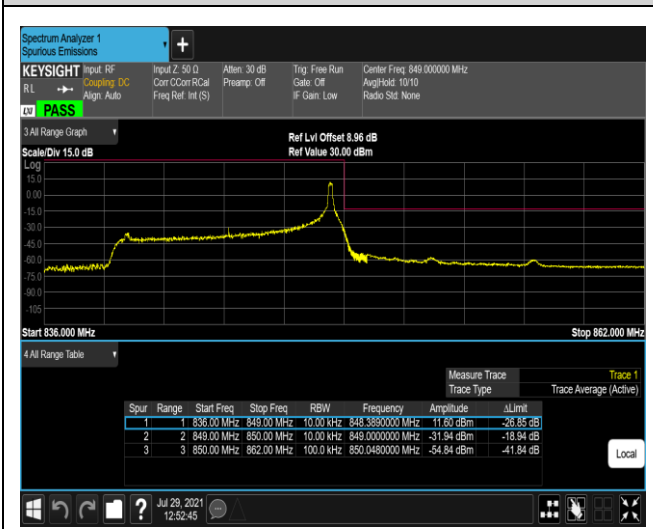 Spectrum Analyzer 1
Spurious Emissions
+
KEYSIGHT Input: RF Input Z: 50 Ω Atten: 30 dB Trig: Free Run Center Freq: 849.000000 MHz
RL Coupling: DC Corr CCorr RCal Preamp: Off Gate: Off Avg|Hold: 10/10
Align: Auto Freq Ref: Int (S) IF Gain: Low Radio Std: None
LXI PASS
3 All Range Graph
Ref Lvl Offset 8.96 dB
Scale/Div 15.0 dB Ref Value 30.00 dBm
Log
15.0
0.00
-15.0
-30.0
-45.0
-60.0
-75.0
-90.0
-105
Start 836.000 MHz Stop 862.000 MHz
4 All Range Table
Measure Trace Trace 1
Trace Type Trace Average (Active)
Spur Range Start Freq Stop Freq RBW Frequency Amplitude ΔLimit
1 1 836.00 MHz 849.00 MHz 10.00 kHz 848.3890000 MHz 11.60 dBm -26.85 dB
2 2 849.00 MHz 850.00 MHz 10.00 kHz 849.0000000 MHz -31.94 dBm -18.94 dB
3 3 850.00 MHz 862.00 MHz 100.0 kHz 850.0480000 MHz -54.84 dBm -41.84 dB
Local
? Jul 29, 2021
12:52:45